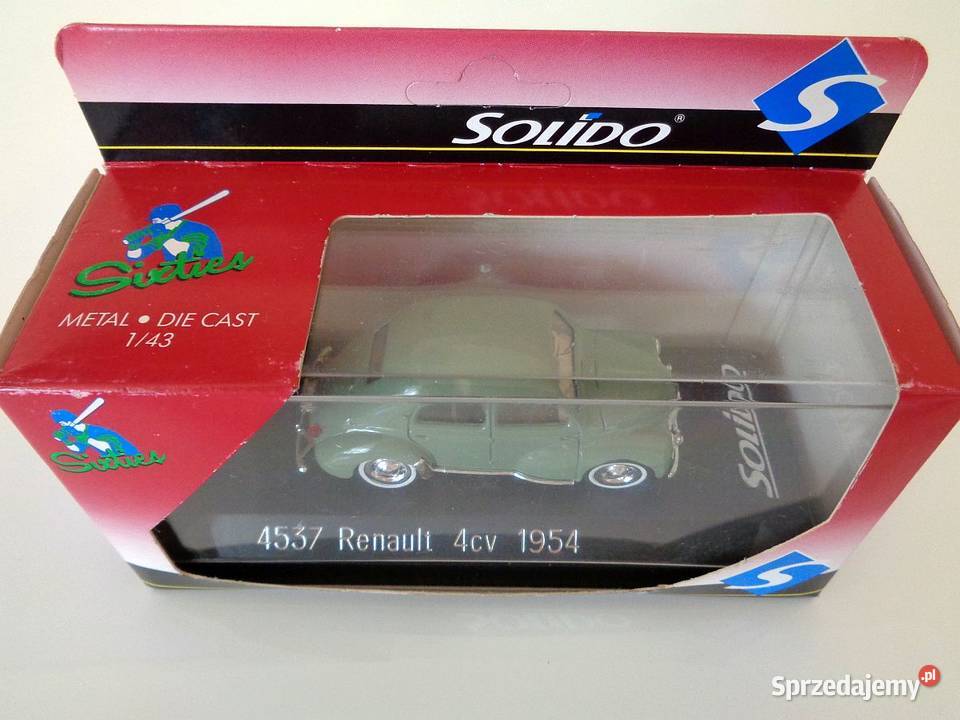 SOLIDO®
S
Sixties
METAL • DIE CAST
1/43
Sixties
SOLIDO
4537 Renault 4cv 1954
S
Sprzedajemy.pl